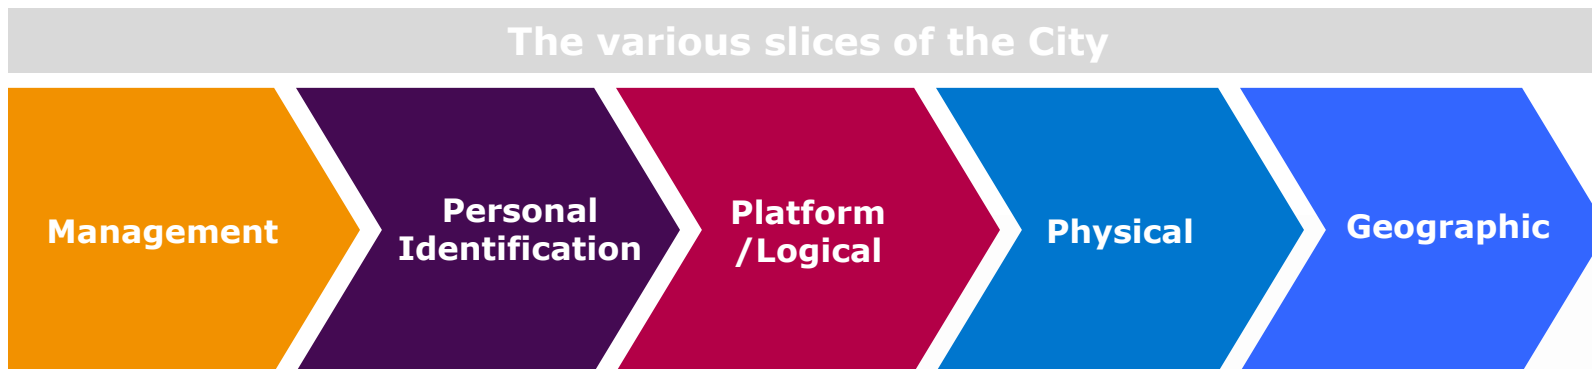 The various slices of the City
Management
Personal
Identification
Platform
/Logical
Physical
Geographic